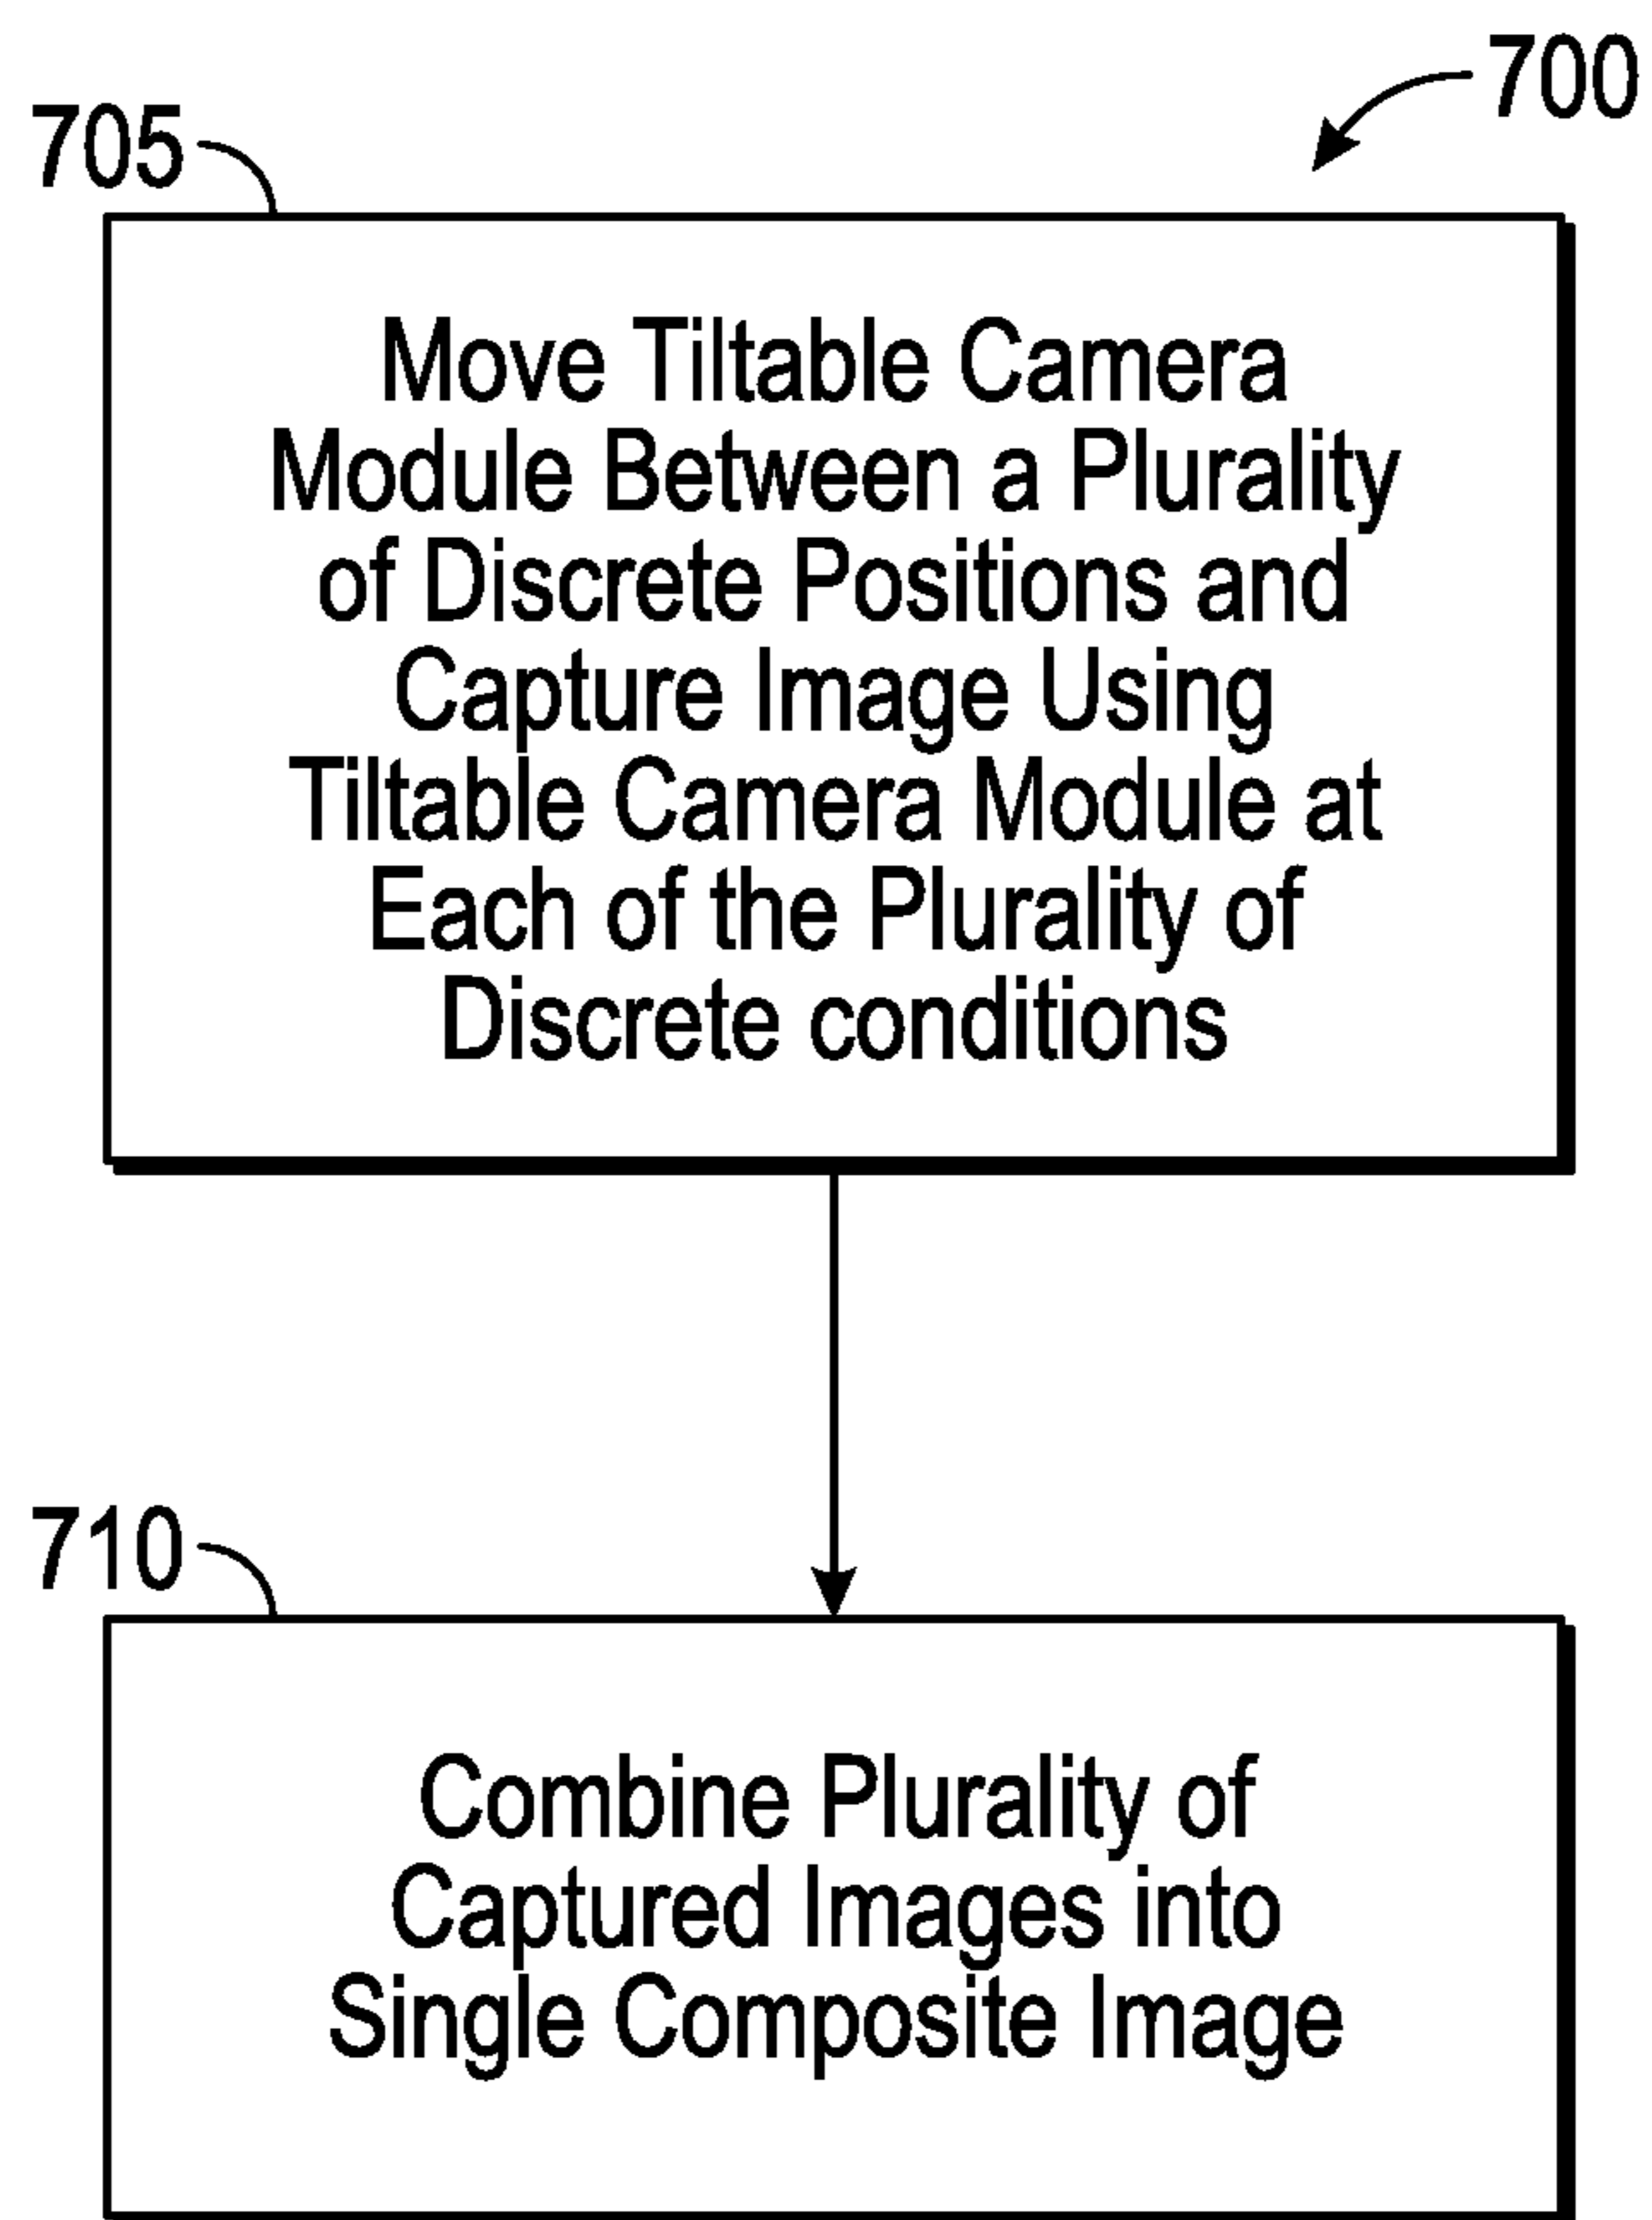 700
705
Move Tiltable Camera
Module Between a Plurality
of Discrete Positions and
Capture Image Using
Tiltable Camera Module at
Each of the Plurality of
Discrete conditions
710
Combine Plurality of
Captured Images into
Single Composite Image